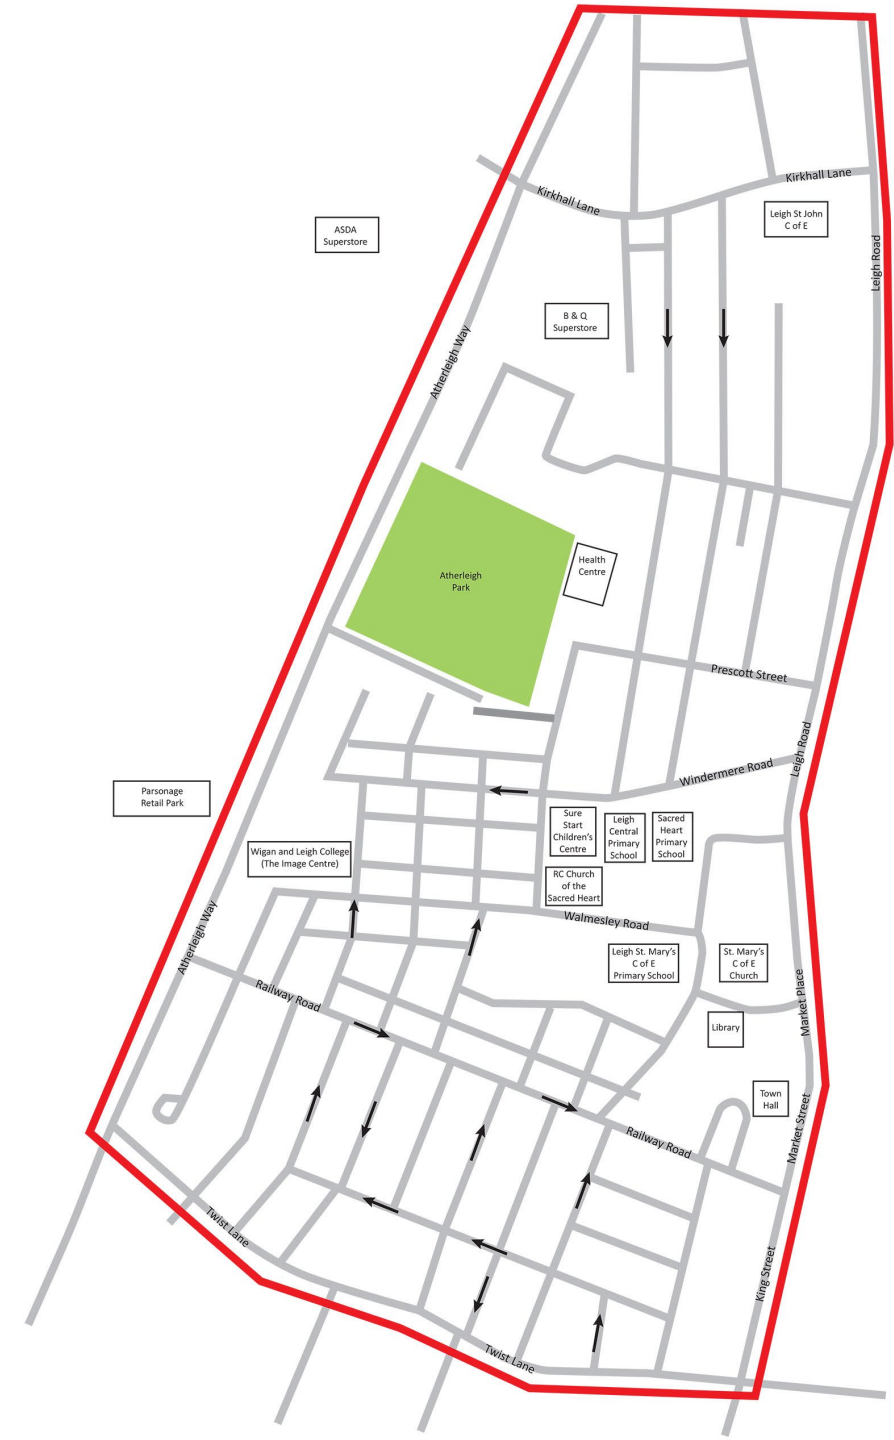 Kirkhall Lane
Kirkhall Lane
Leigh St John
C of E
ASDA
Superstore
Leigh Road
B & Q
Superstore
Atherleigh Way
Health
Centre
Atherleigh
Park
Prescott Street
Leigh Road
Windermere Road
Parsonage
Retail Park
Sure
Start
Children's
Centre
Leigh
Central
Primary
School
Sacred
Heart
Primary
School
Wigan and Leigh College
(The Image Centre)
RC Church
of the
Sacred Heart
Walmesley Road
Atherleigh Way
Leigh St. Mary's
C of E
Primary School
St. Mary's
C of E
Church
Railway Road
Market Place
Library
Town
Hall
Market Street
Railway Road
Twist Lane
King Street
Twist Lane